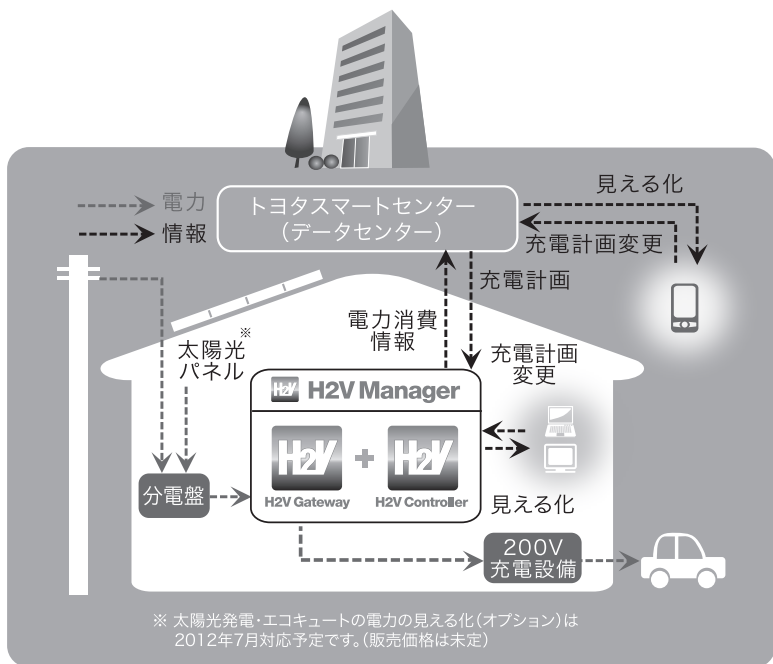 電力
情報
トヨタスマートセンター
(データセンター)
見える化
充電計画変更
充電計画
電力消費
情報
太陽光※
パネル
充電計画
変更
H2V H2V Manager
H2V + H2V
H2V Gateway H2V Controller
分電盤
見える化
200V
充電設備
※ 太陽光発電・エコキュートの電力の見える化(オプション)は
2012年7月対応予定です。(販売価格は未定)